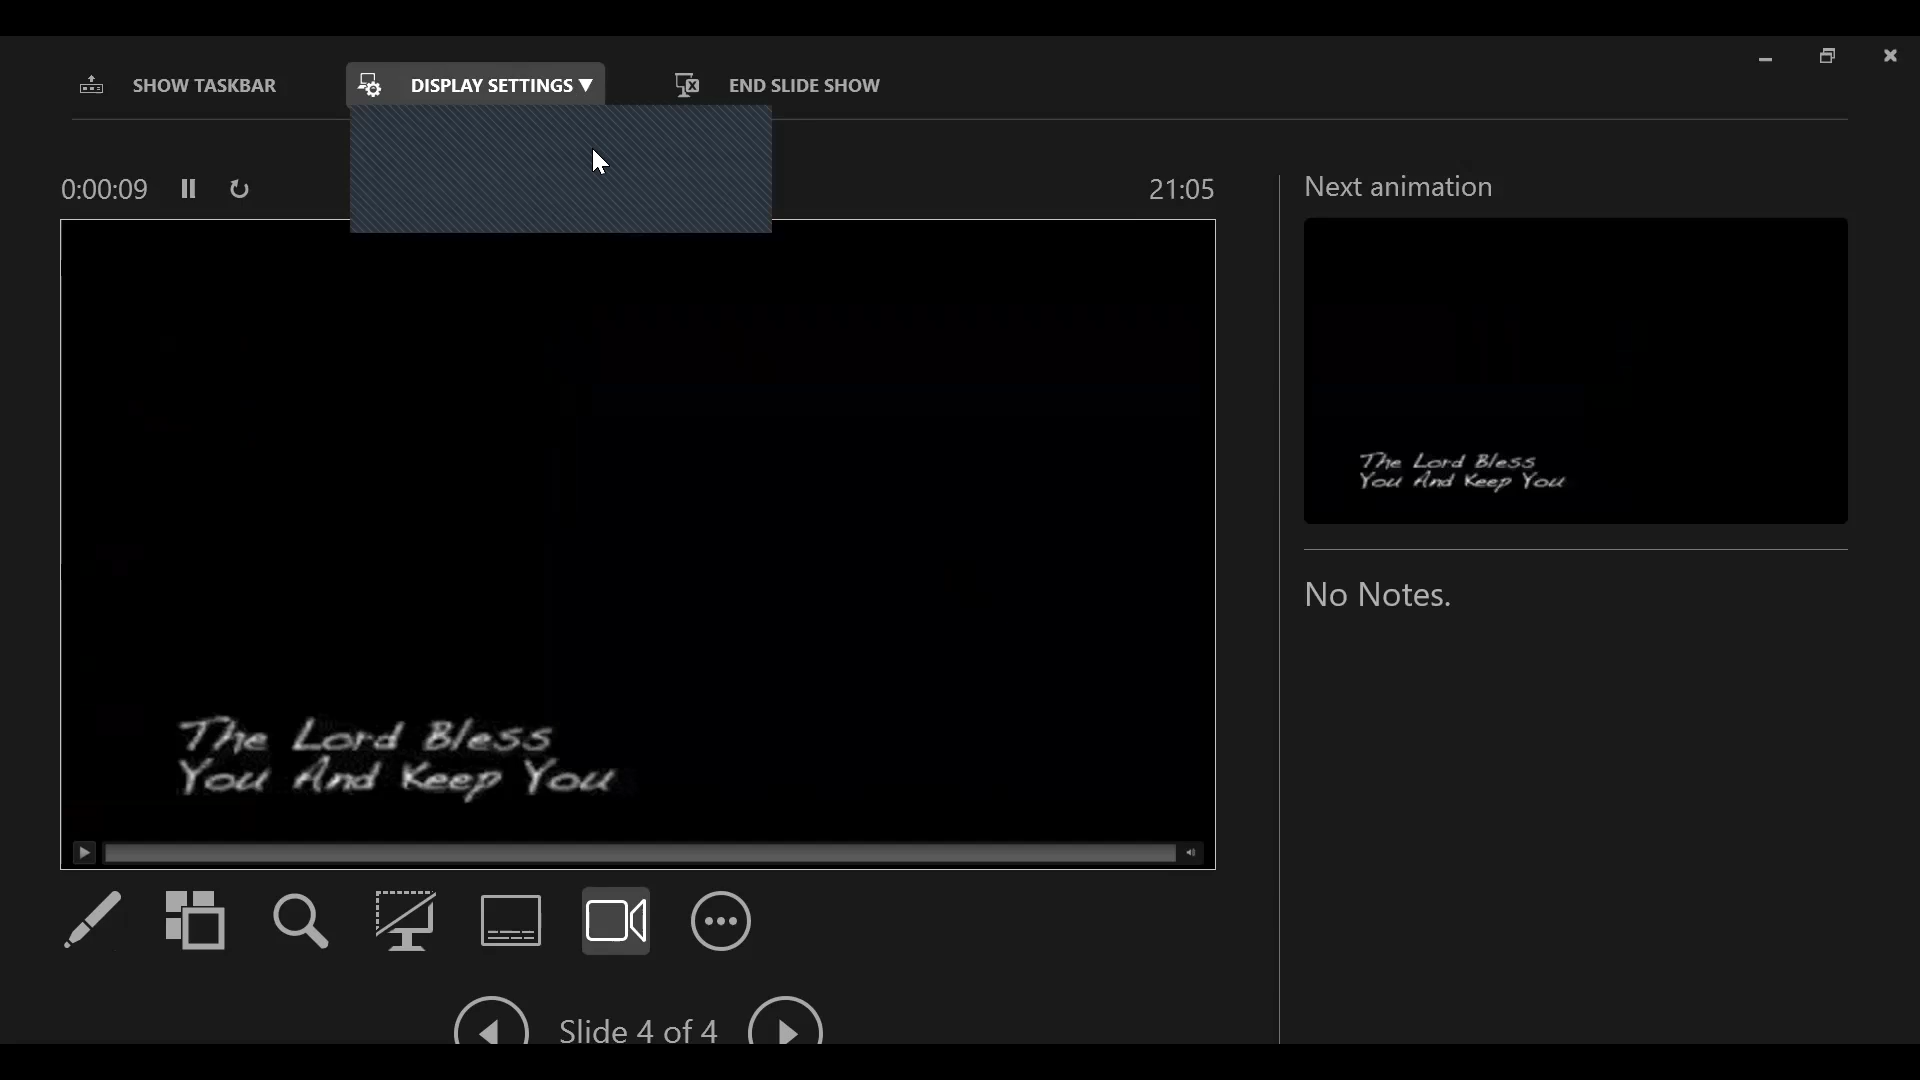 SHOW TASKBAR
DISPLAY SETTINGS ▼
END SLIDE SHOW
0:00:09
21:05
Next animation
The Lord Bless
You And Keep You
No Notes.
The Lord Bless
You And Keep You
Slide 4 of 4